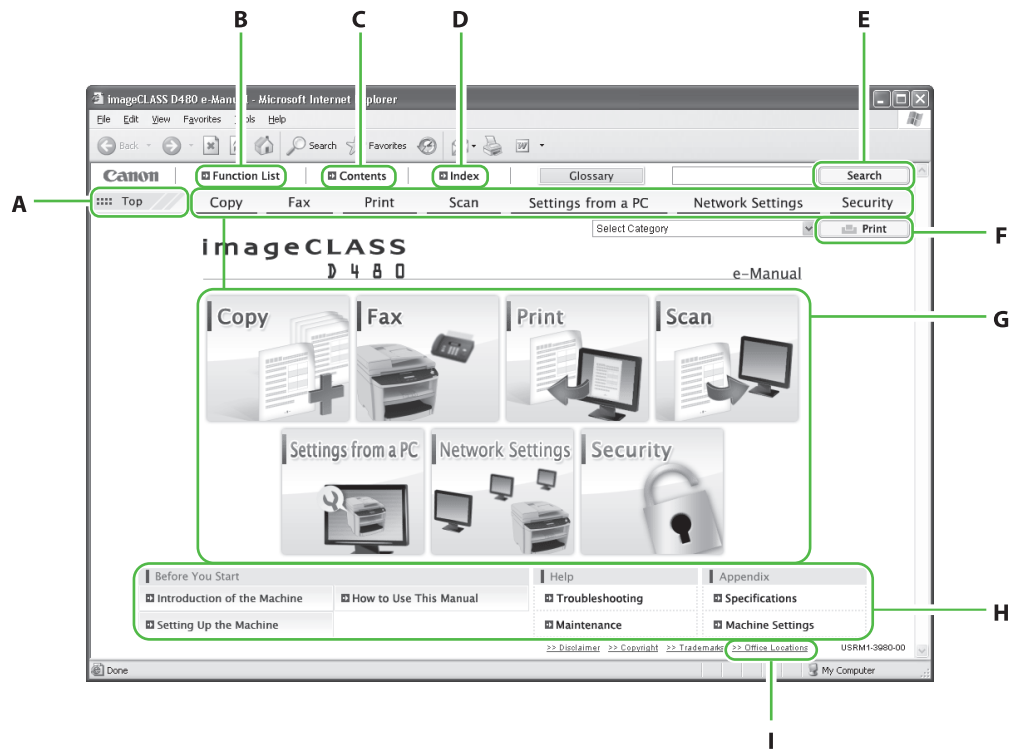 B C D E
imageCLASS D480 e-Manual - Microsoft Internet Explorer
File Edit View Favorites Tools Help
Back Search Favorites W
Canon Function List Contents Index Glossary Search
A Top Copy Fax Print Scan Settings from a PC Network Settings Security
Select Category Print F
imageCLASS
D480
e-Manual
Copy Fax Print Scan G
Settings from a PC Network Settings Security
Before You Start Help Appendix
Introduction of the Machine How to Use This Manual Troubleshooting Specifications
H
Setting Up the Machine Maintenance Machine Settings
>> Disclaimer >> Copyright >> Trademarks >> Office Locations USRM1-3980-00
Done My Computer
I